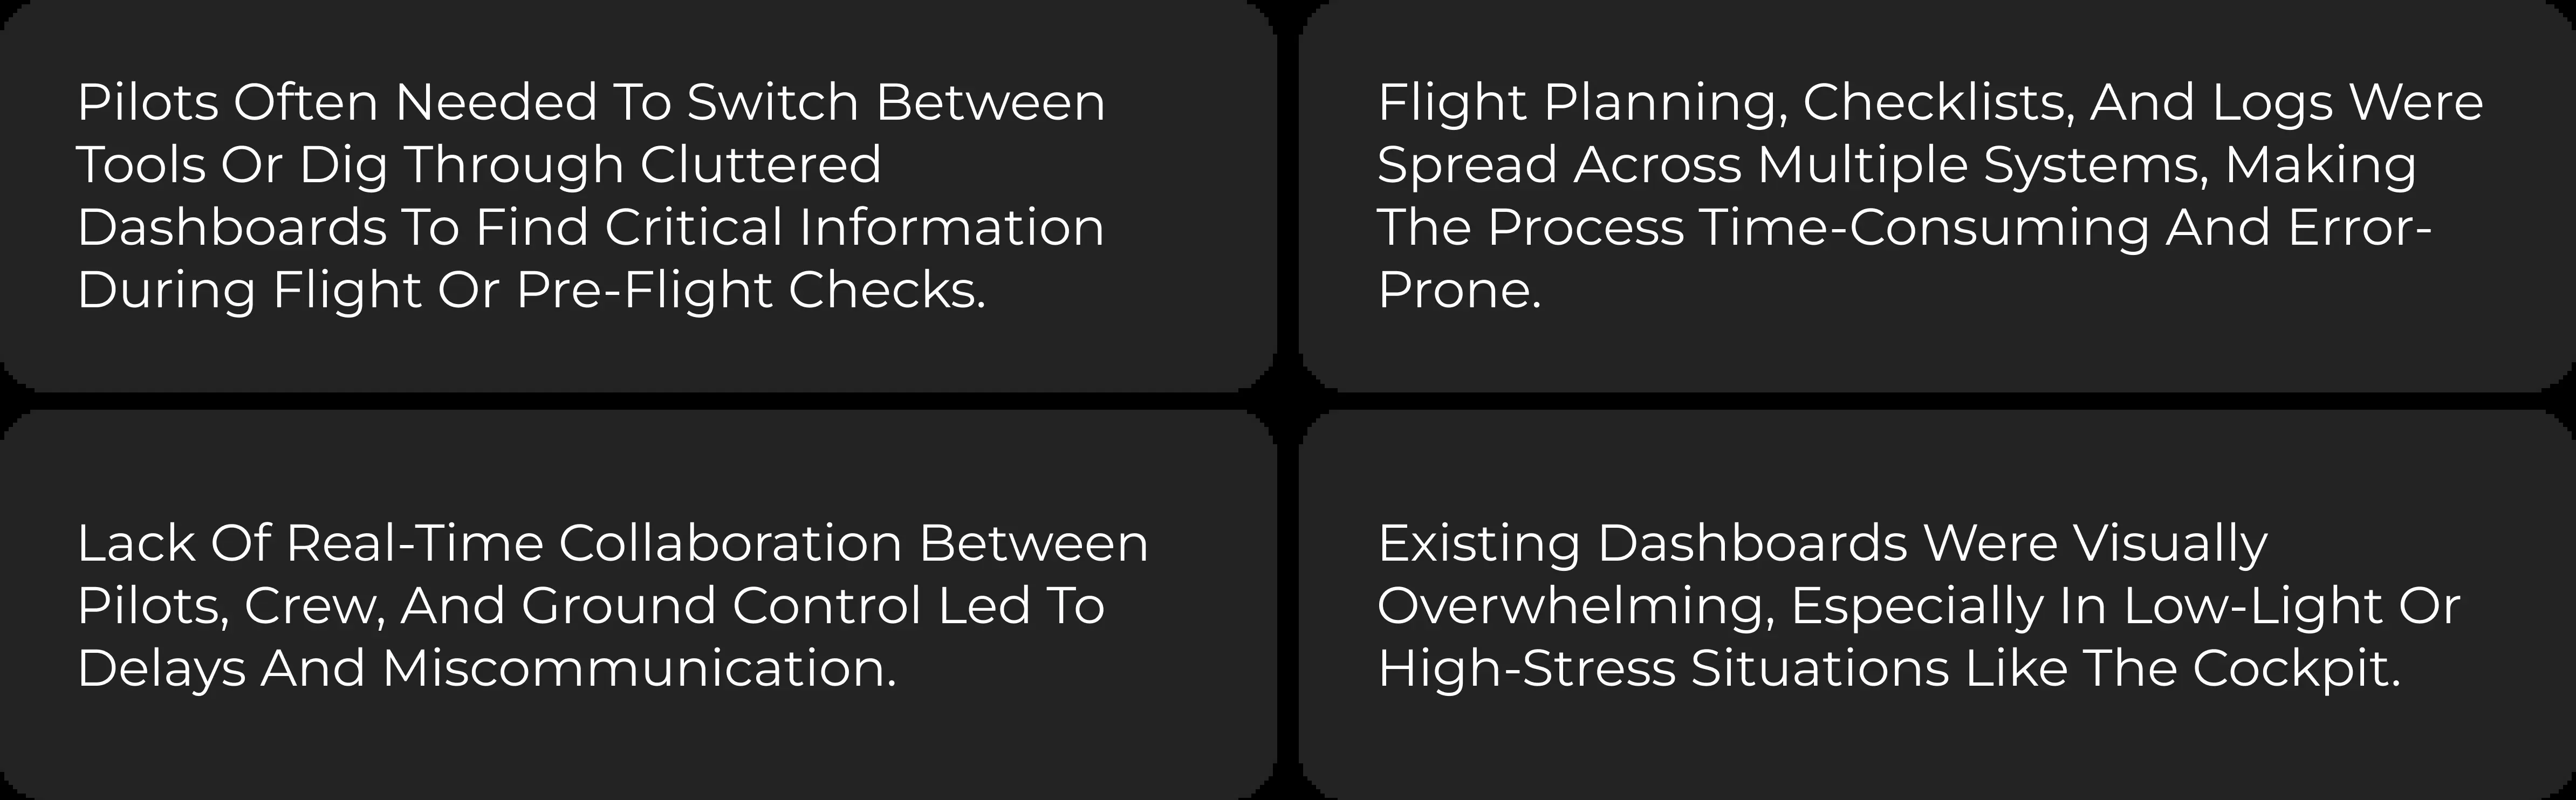 Pilots Often Needed To Switch Between
Tools Or Dig Through Cluttered
Dashboards To Find Critical Information
During Flight Or Pre-Flight Checks.
Flight Planning, Checklists, And Logs Were
Spread Across Multiple Systems, Making
The Process Time-Consuming And Error-
Prone.
Lack Of Real-Time Collaboration Between
Pilots, Crew, And Ground Control Led To
Delays And Miscommunication.
Existing Dashboards Were Visually
Overwhelming, Especially In Low-Light Or
High-Stress Situations Like The Cockpit.